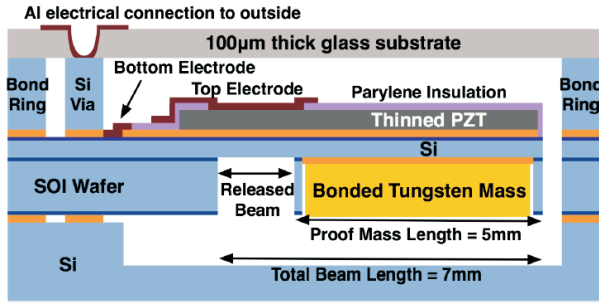 Al electrical connection to outside
100µm thick glass substrate
Bond
Ring
Si
Via
Bottom Electrode
Top Electrode
Parylene Insulation
Bond
Ring
Thinned PZT
Si
SOI Wafer
Released
Beam
Bonded Tungsten Mass
Proof Mass Length = 5mm
Si
Total Beam Length = 7mm